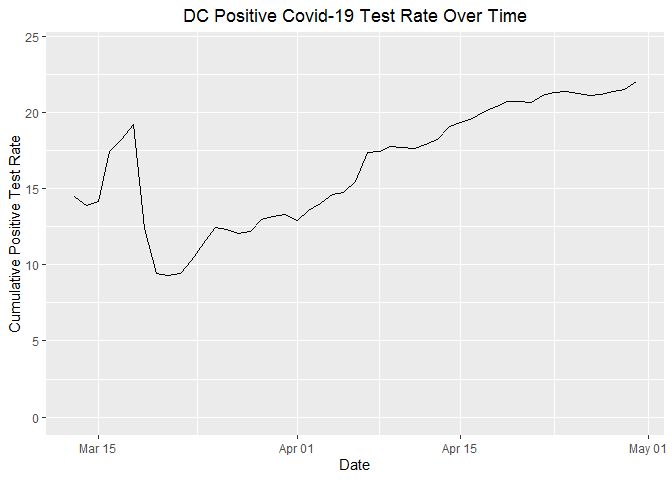 DC Positive Covid-19 Test Rate Over Time
25
20
15
10
5
0
Cumulative Positive Test Rate
Mar 15
Apr 01
Apr 15
May 01
Date